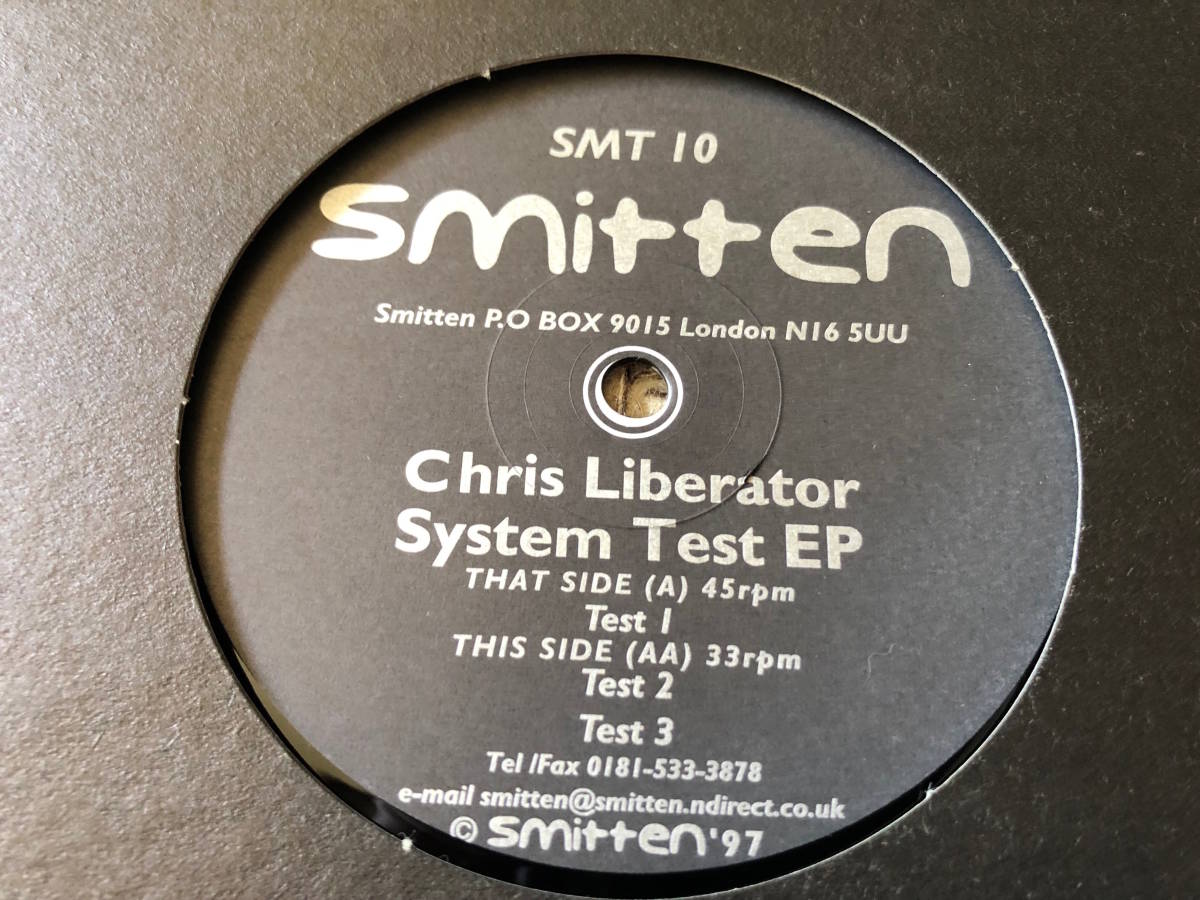 SMT 10
smitten
Smitten P.O BOX 9015 London N16 5UU
Chris Liberator
System Test EP
THAT SIDE (A) 45rpm
Test 1
THIS SIDE (AA) 33rpm
Test 2
Test 3
Tel /Fax 0181-533-3878
e-mail smitten@smitten.ndirect.co.uk
© smitten '97